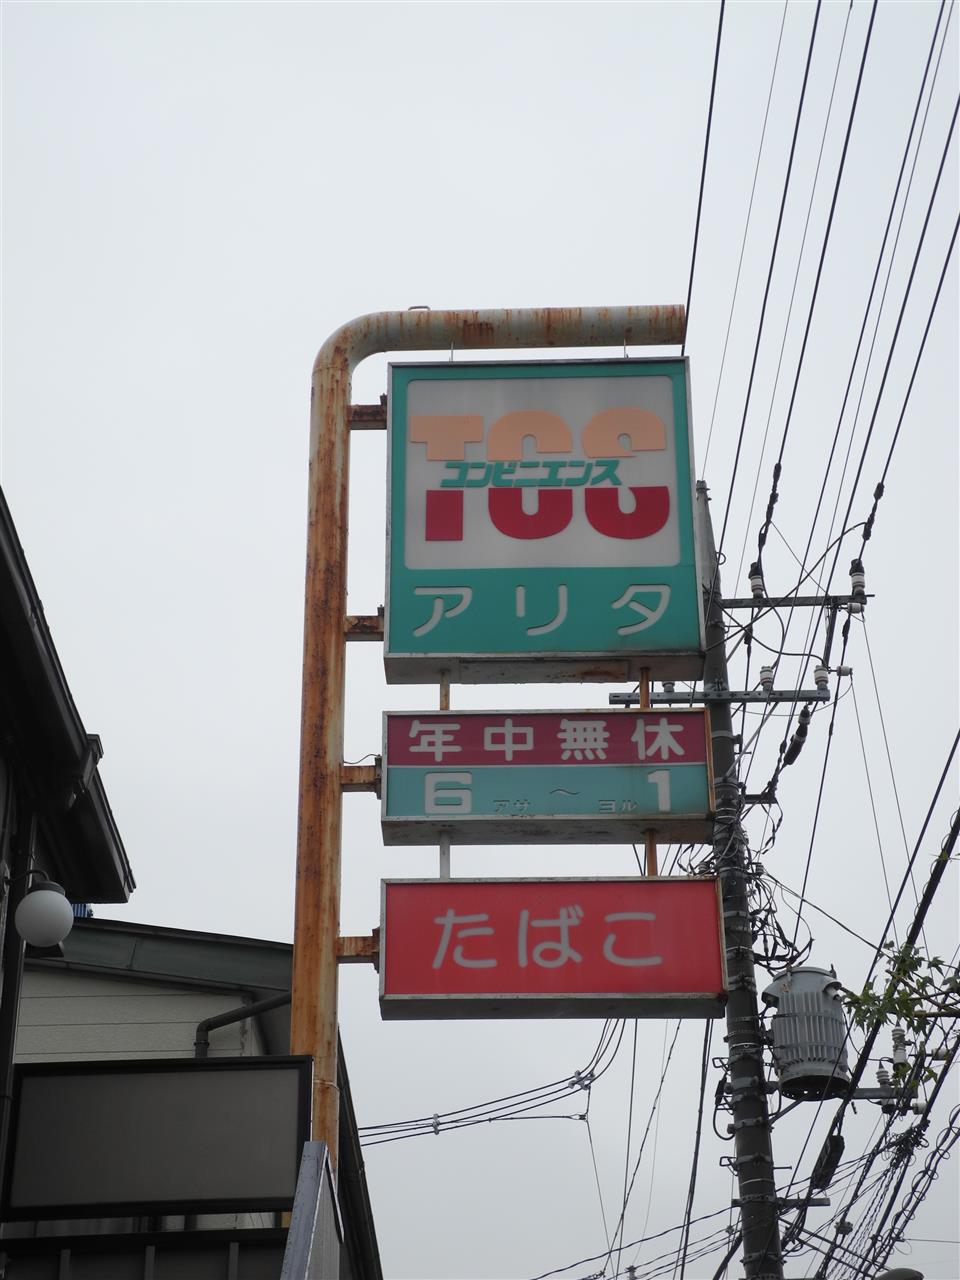 TCS
コンビニエンス
アリタ
年中無休
6アサ〜ヨル1
たばこ